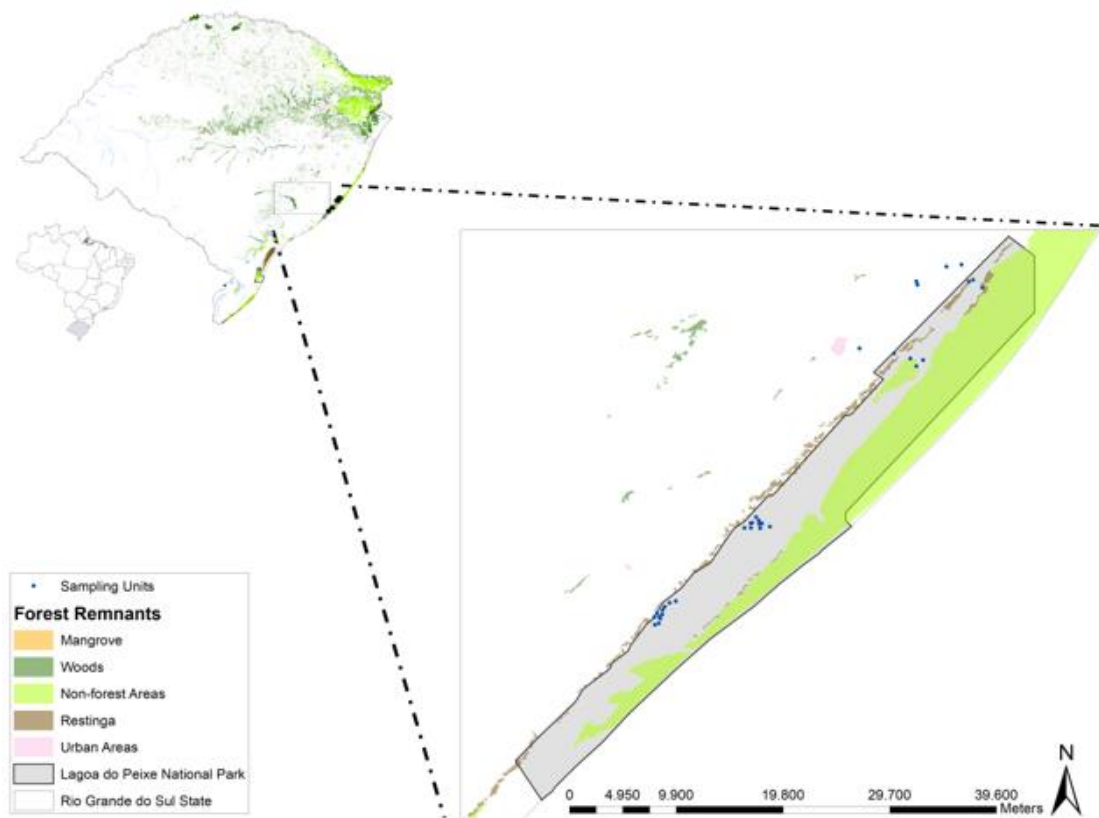 Sampling Units
Forest Remnants
Mangrove
Woods
Non-forest Areas
Restinga
Urban Areas
Lagoa do Peixe National Park
Rio Grande do Sul State
N
0 4.950 9.900 19.800 29.700 39.600
Meters